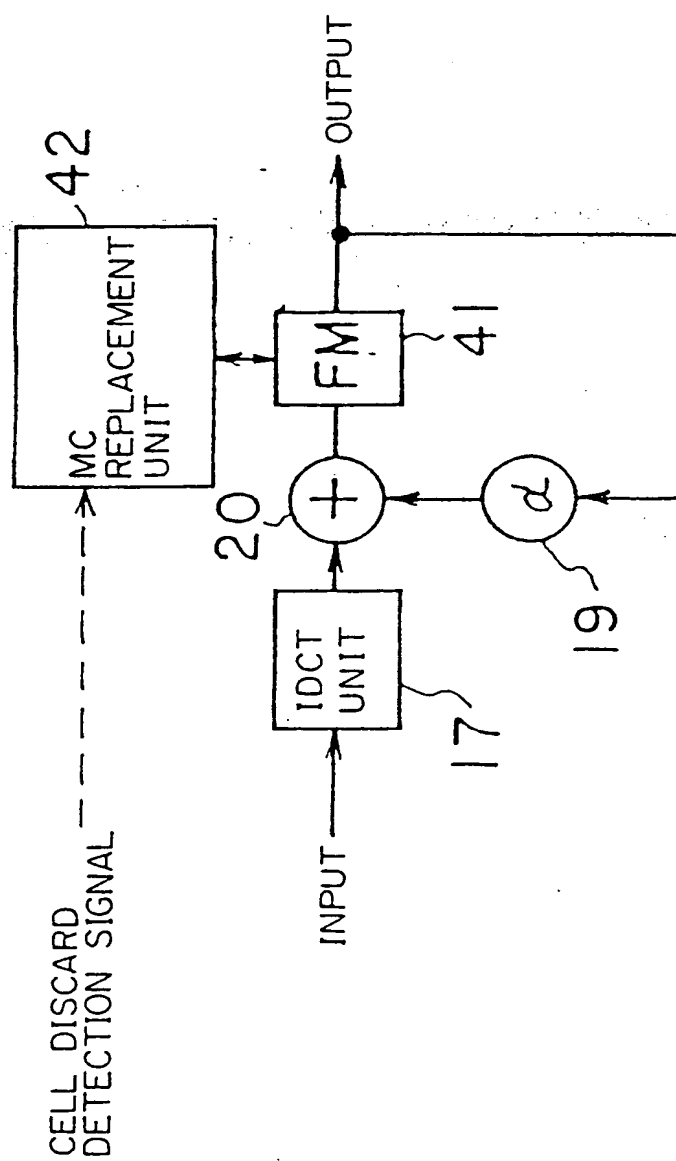 CELL DISCARD
DETECTION SIGNAL
MC
REPLACEMENT
UNIT
42
INPUT
IDCT
UNIT
17
20
+
FM
41
OUTPUT
α
19